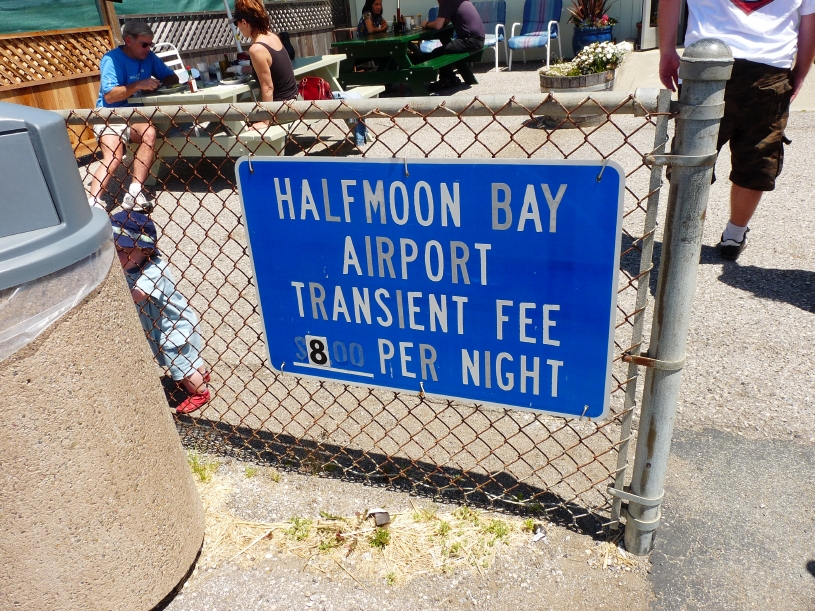 HALFMOON BAY
AIRPORT
TRANSIENT FEE
$8.00 PER NIGHT